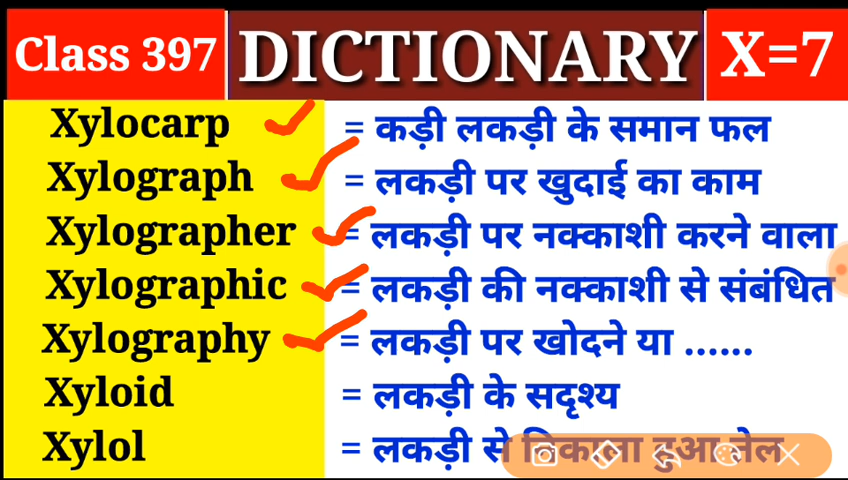 Class 397 DICTIONARY X=7
Xylocarp = कड़ी लकड़ी के समान फल
Xylograph = लकड़ी पर खुदाई का काम
Xylographer = लकड़ी पर नक्काशी करने वाला
Xylographic = लकड़ी की नक्काशी से संबंधित
Xylography = लकड़ी पर खोदने या ......
Xyloid = लकड़ी के सदृश्य
Xylol = लकड़ी से निकाला हुआ तेल